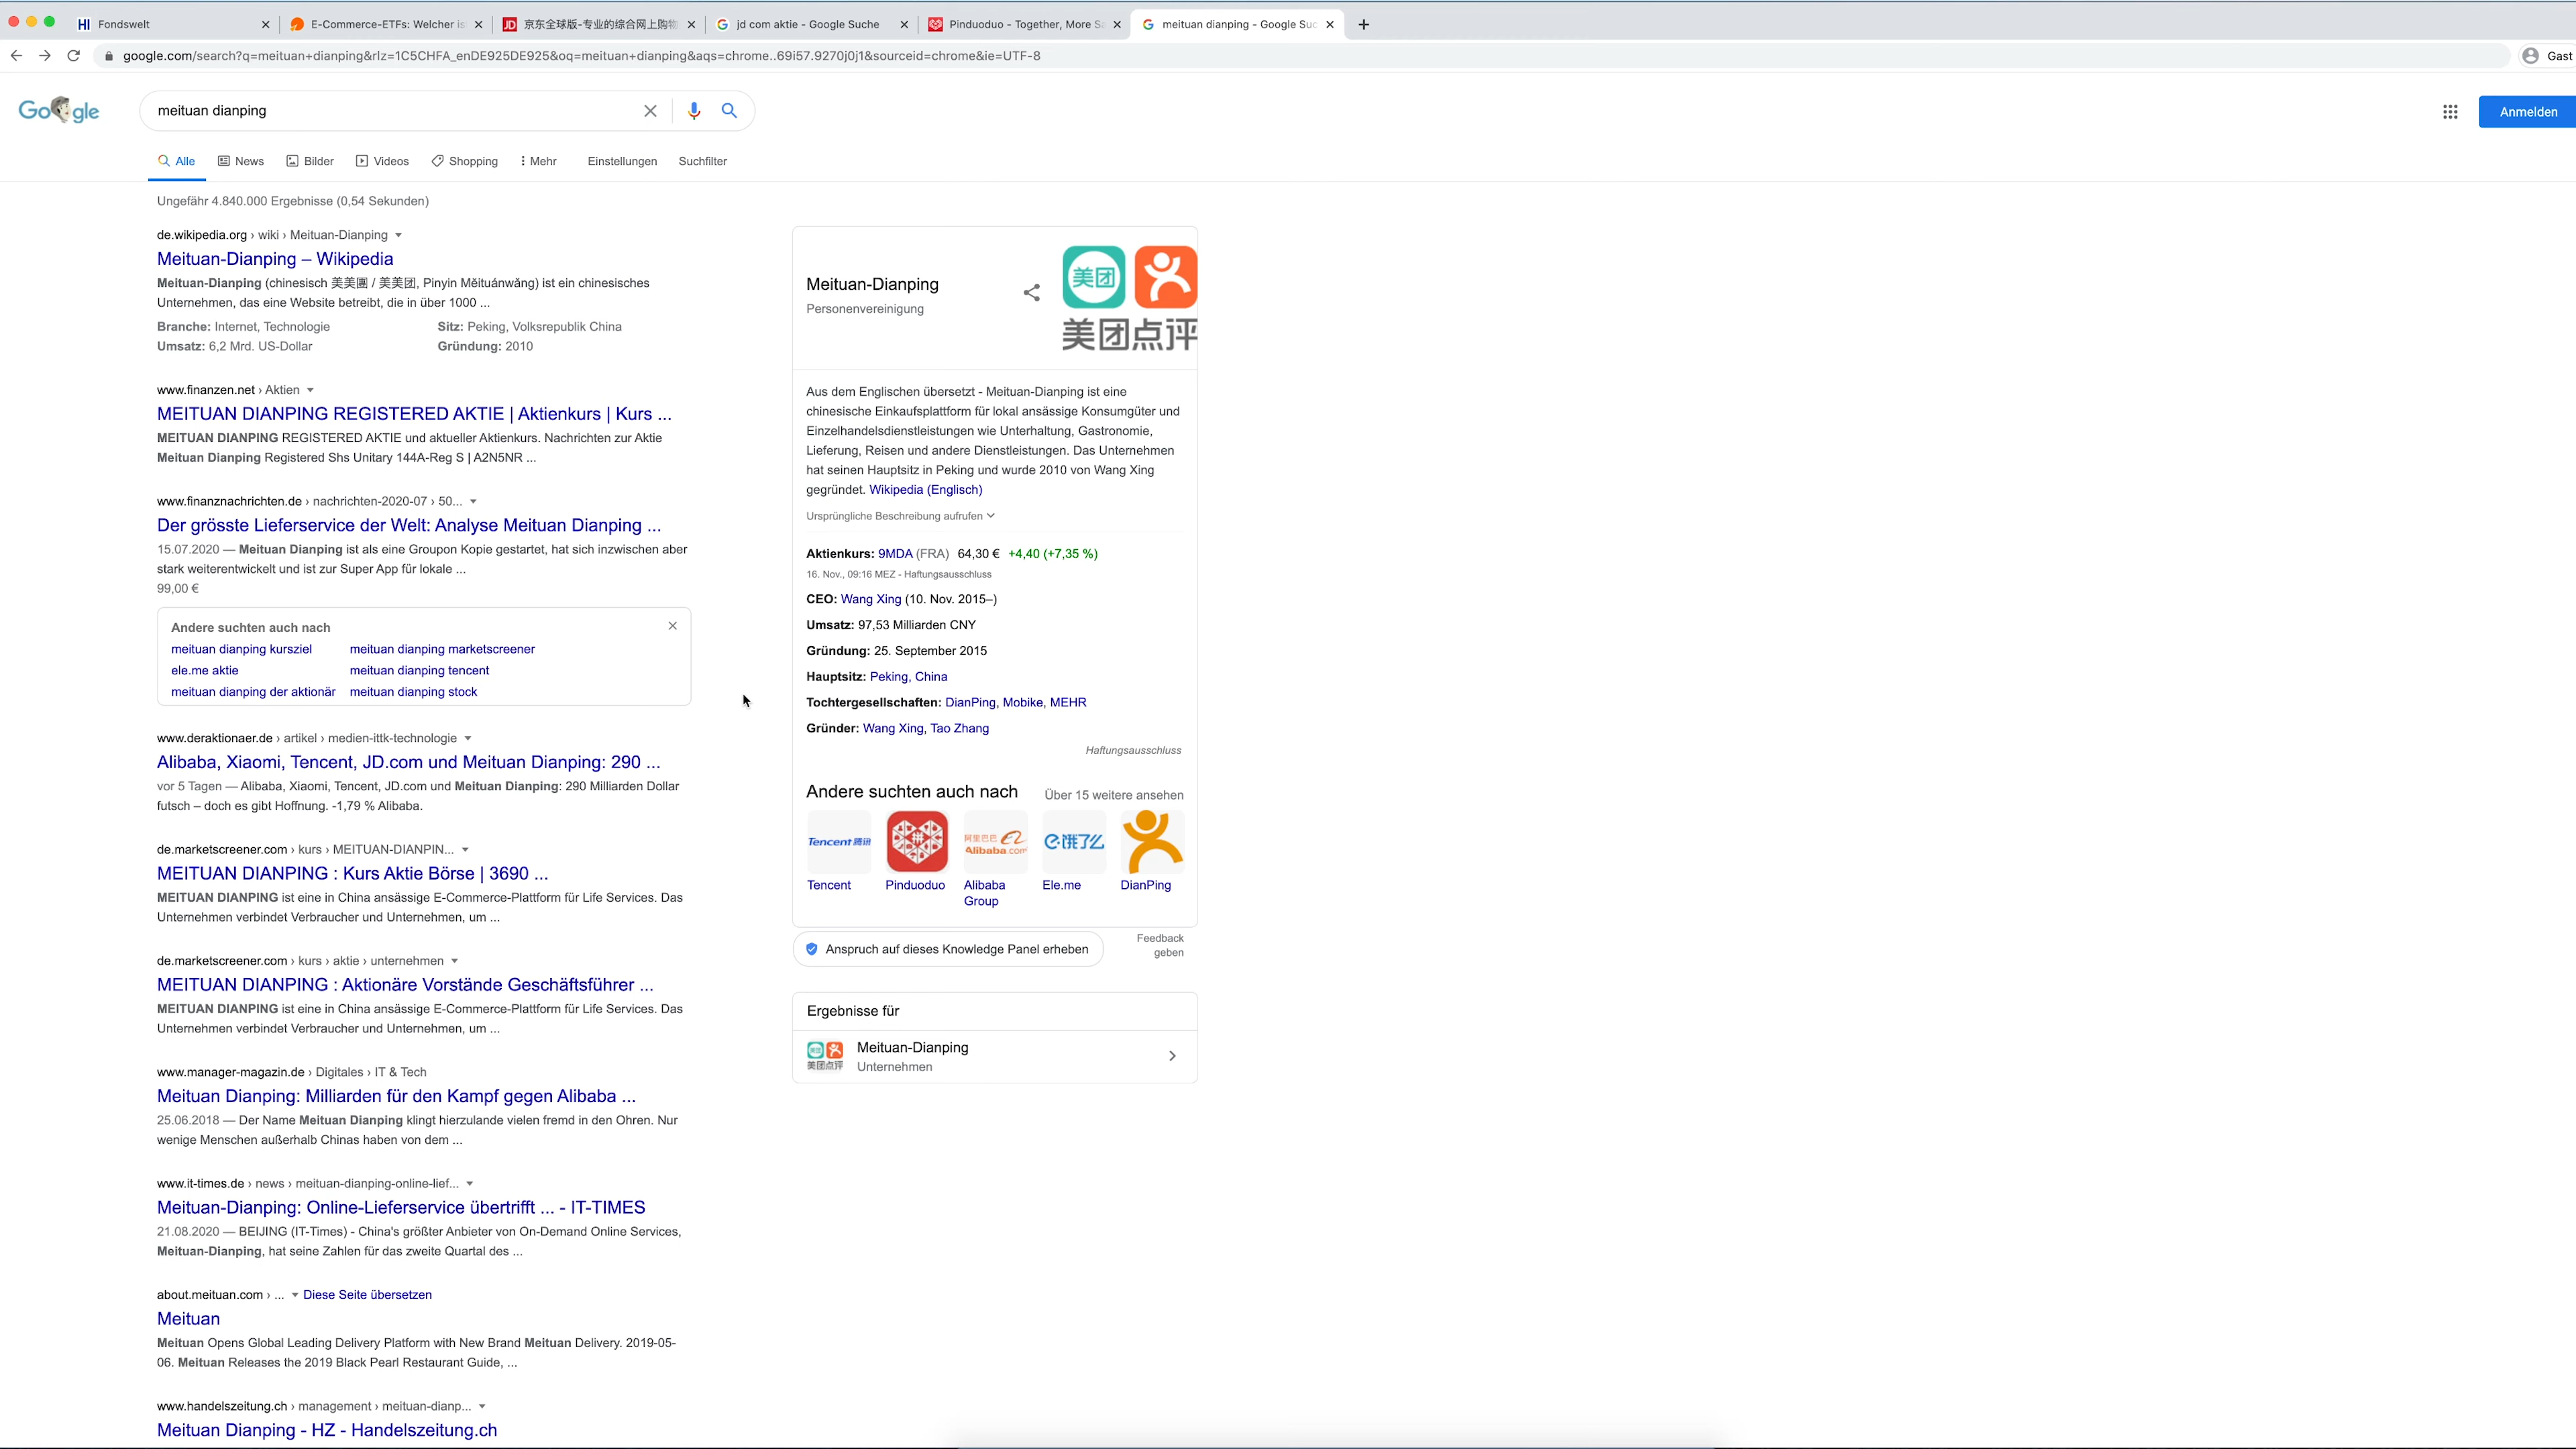 Fondswelt
E-Commerce-ETFs: Welcher is
京东全球版-专业的综合网上购物
jd com aktie - Google Suche
Pinduoduo - Together, More Sa
meituan dianping - Google Suc
google.com/search?q=meituan+dianping&rlz=1C5CHFA_enDE925DE925&oq=meituan+dianping&aqs=chrome..69i57.9270j0j1&sourceid=chrome&ie=UTF-8
Gast
Google
meituan dianping
Anmelden
Alle
News
Bilder
Videos
Shopping
Mehr
Einstellungen
Suchfilter
Ungefähr 4.840.000 Ergebnisse (0,54 Sekunden)
de.wikipedia.org › wiki › Meituan-Dianping
Meituan-Dianping – Wikipedia
Meituan-Dianping (chinesisch 美美團 / 美美团, Pinyin Měituánwǎng) ist ein chinesisches
Unternehmen, das eine Website betreibt, die in über 1000 ...
Branche: Internet, Technologie
Sitz: Peking, Volksrepublik China
Umsatz: 6,2 Mrd. US-Dollar
Gründung: 2010
www.finanzen.net › Aktien
MEITUAN DIANPING REGISTERED AKTIE | Aktienkurs | Kurs ...
MEITUAN DIANPING REGISTERED AKTIE und aktueller Aktienkurs. Nachrichten zur Aktie
Meituan Dianping Registered Shs Unitary 144A-Reg S | A2N5NR ...
www.finanznachrichten.de › nachrichten-2020-07 › 50...
Der grösste Lieferservice der Welt: Analyse Meituan Dianping ...
15.07.2020 — Meituan Dianping ist als eine Groupon Kopie gestartet, hat sich inzwischen aber
stark weiterentwickelt und ist zur Super App für lokale ...
99,00 €
Andere suchten auch nach
meituan dianping kursziel
meituan dianping marketscreener
ele.me aktie
meituan dianping tencent
meituan dianping der aktionär
meituan dianping stock
www.deraktionaer.de › artikel › medien-ittk-technologie
Alibaba, Xiaomi, Tencent, JD.com und Meituan Dianping: 290 ...
vor 5 Tagen — Alibaba, Xiaomi, Tencent, JD.com und Meituan Dianping: 290 Milliarden Dollar
futsch – doch es gibt Hoffnung. -1,79 % Alibaba.
de.marketscreener.com › kurs › MEITUAN-DIANPIN...
MEITUAN DIANPING : Kurs Aktie Börse | 3690 ...
MEITUAN DIANPING ist eine in China ansässige E-Commerce-Plattform für Life Services. Das
Unternehmen verbindet Verbraucher und Unternehmen, um ...
de.marketscreener.com › kurs › aktie › unternehmen
MEITUAN DIANPING : Aktionäre Vorstände Geschäftsführer ...
MEITUAN DIANPING ist eine in China ansässige E-Commerce-Plattform für Life Services. Das
Unternehmen verbindet Verbraucher und Unternehmen, um ...
www.manager-magazin.de › Digitales › IT & Tech
Meituan Dianping: Milliarden für den Kampf gegen Alibaba ...
25.06.2018 — Der Name Meituan Dianping klingt hierzulande vielen fremd in den Ohren. Nur
wenige Menschen außerhalb Chinas haben von dem ...
www.it-times.de › news › meituan-dianping-online-lief...
Meituan-Dianping: Online-Lieferservice übertrifft ... - IT-TIMES
21.08.2020 — BEIJING (IT-Times) - China's größter Anbieter von On-Demand Online Services,
Meituan-Dianping, hat seine Zahlen für das zweite Quartal des ...
about.meituan.com › ...
Diese Seite übersetzen
Meituan
Meituan Opens Global Leading Delivery Platform with New Brand Meituan Delivery. 2019-05-
06. Meituan Releases the 2019 Black Pearl Restaurant Guide, ...
www.handelszeitung.ch › management › meituan-dianp...
Meituan Dianping - HZ - Handelszeitung.ch
Meituan-Dianping
Personenvereinigung
美团
美团点评
Aus dem Englischen übersetzt - Meituan-Dianping ist eine
chinesische Einkaufsplattform für lokal ansässige Konsumgüter und
Einzelhandelsdienstleistungen wie Unterhaltung, Gastronomie,
Lieferung, Reisen und andere Dienstleistungen. Das Unternehmen
hat seinen Hauptsitz in Peking und wurde 2010 von Wang Xing
gegründet. Wikipedia (Englisch)
Ursprüngliche Beschreibung aufrufen
Aktienkurs: 9MDA (FRA) 64,30 € +4,40 (+7,35 %)
16. Nov., 09:16 MEZ - Haftungsausschluss
CEO: Wang Xing (10. Nov. 2015–)
Umsatz: 97,53 Milliarden CNY
Gründung: 25. September 2015
Hauptsitz: Peking, China
Tochtergesellschaften: DianPing, Mobike, MEHR
Gründer: Wang Xing, Tao Zhang
Haftungsausschluss
Andere suchten auch nach
Über 15 weitere ansehen
Tencent 腾讯
阿里巴巴
Alibaba.com
饿了么
Tencent
Pinduoduo
Alibaba
Group
Ele.me
DianPing
Anspruch auf dieses Knowledge Panel erheben
Feedback
geben
Ergebnisse für
美团点评
Meituan-Dianping
Unternehmen